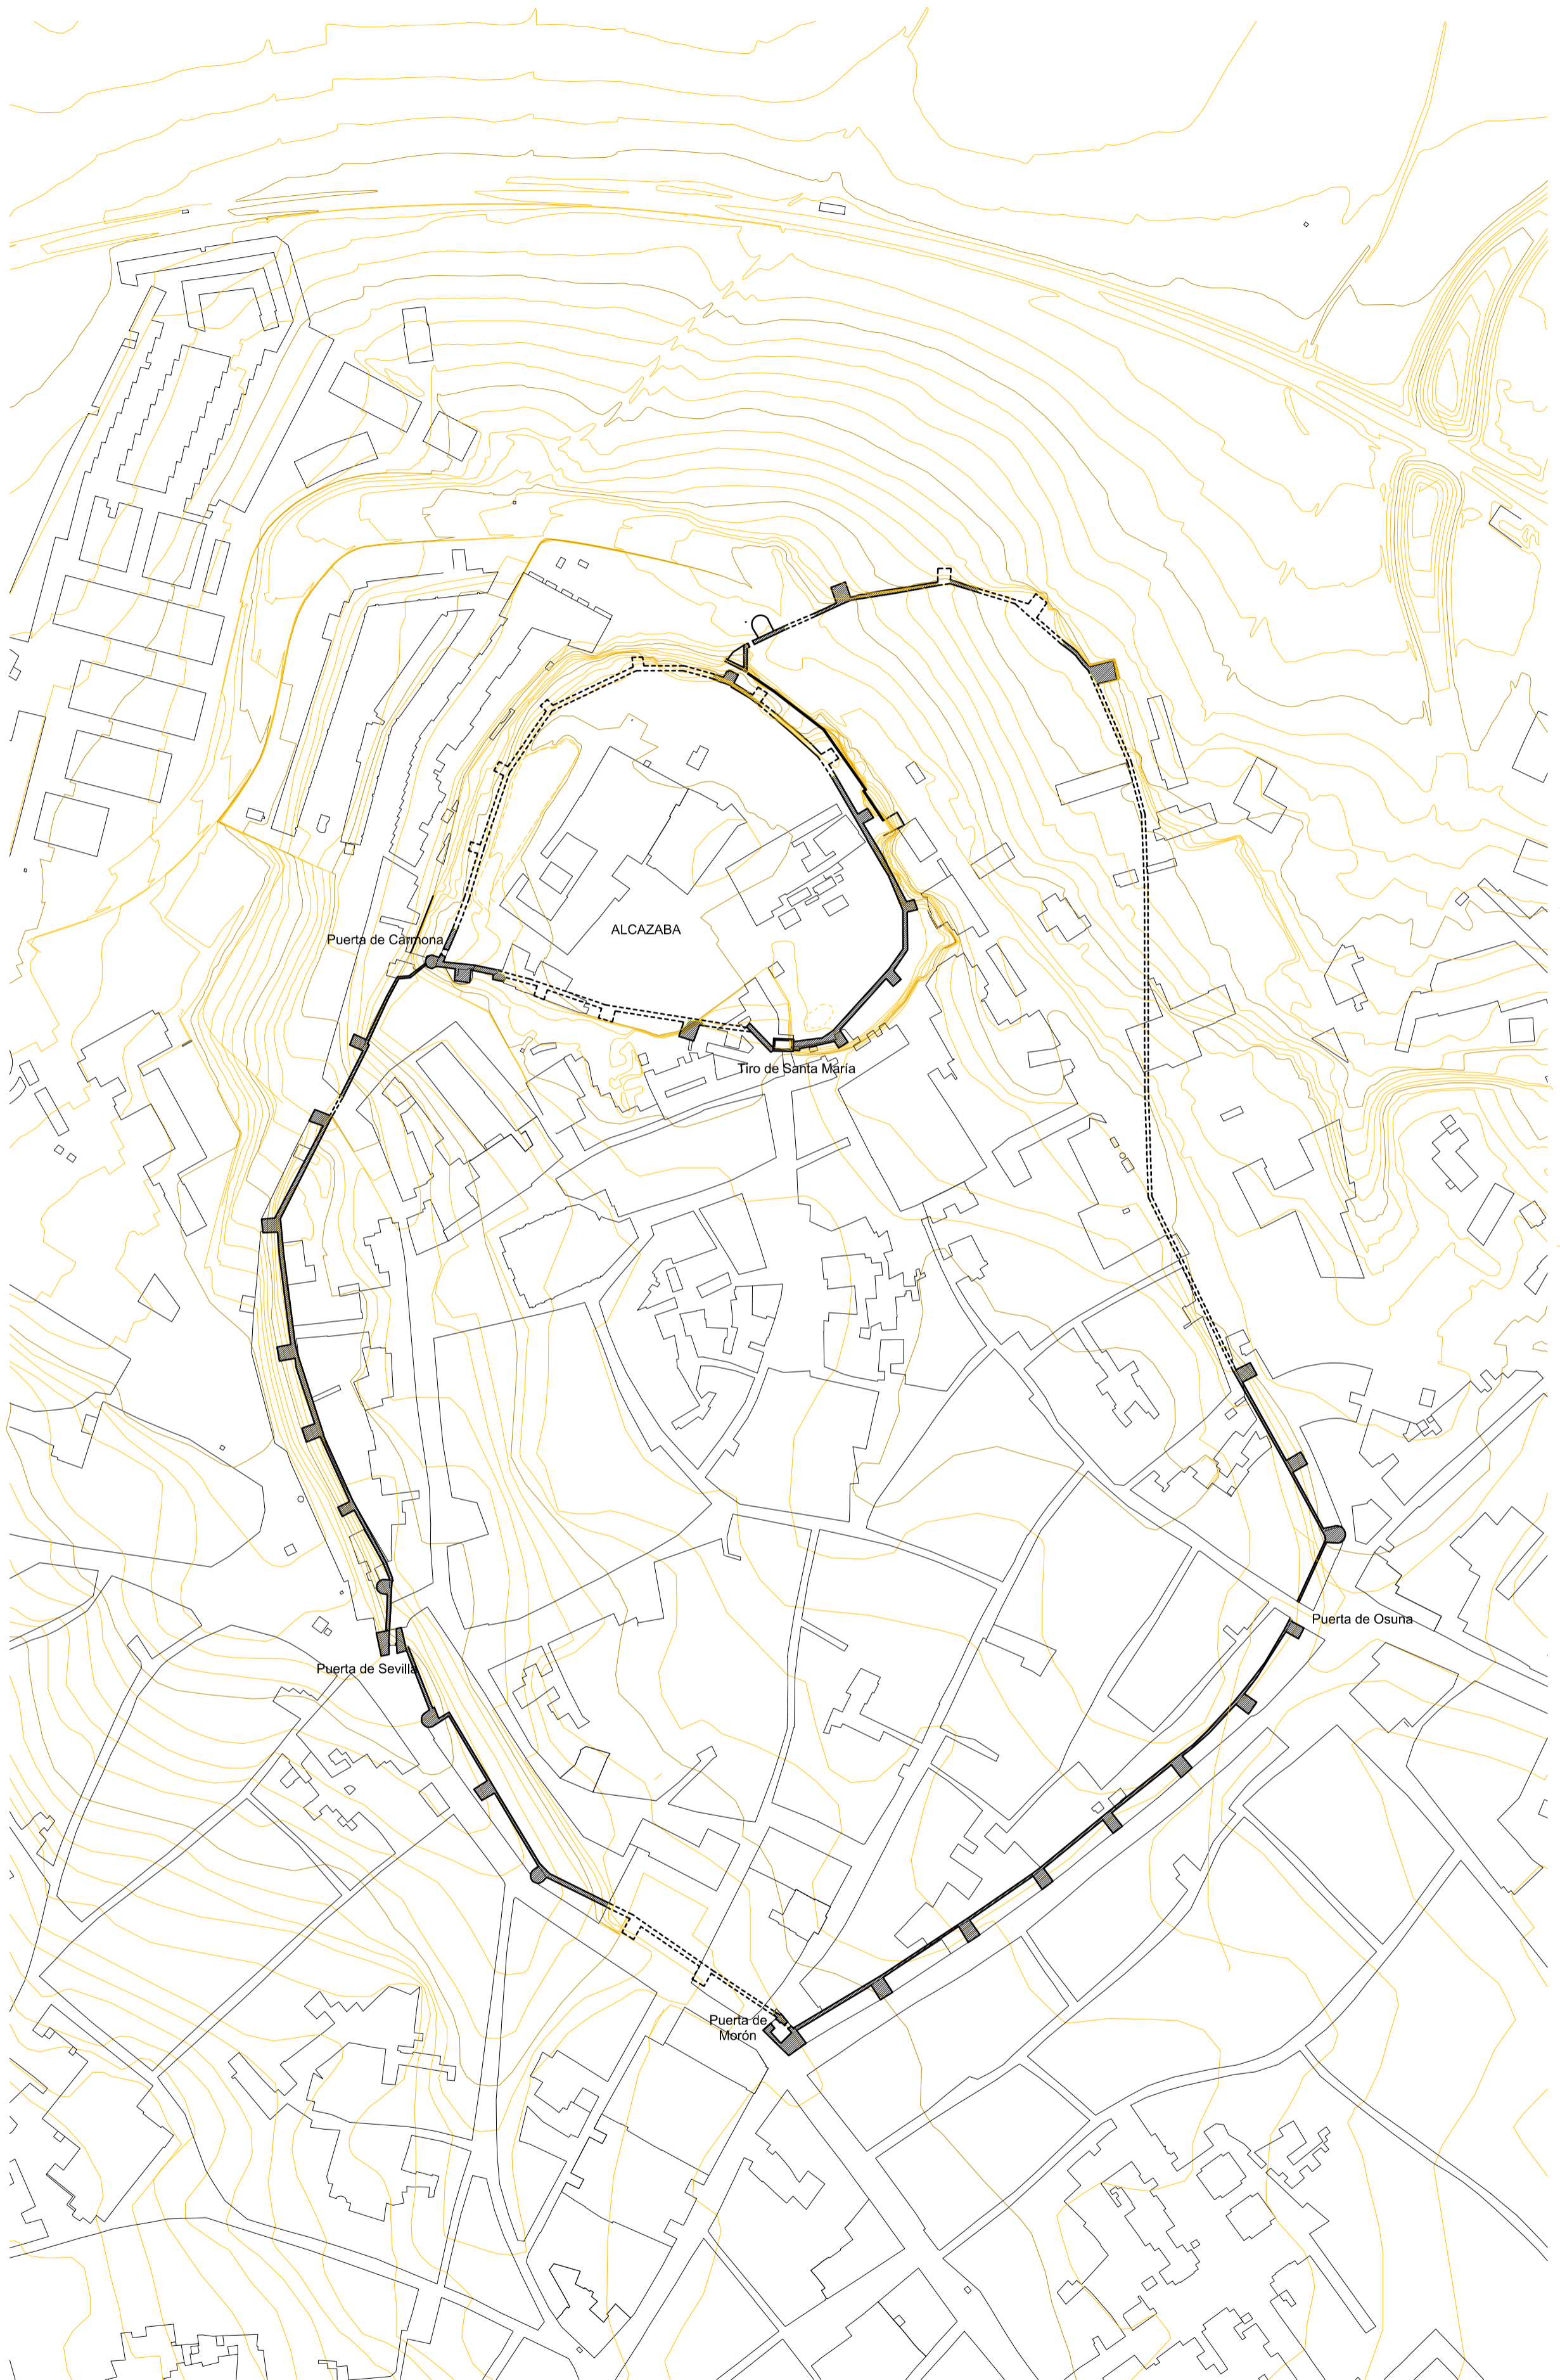 ALCAZABA
Puerta de Carmona
Tiro de Santa María
Puerta de Osuna
Puerta de Sevilla
Puerta de
Morón